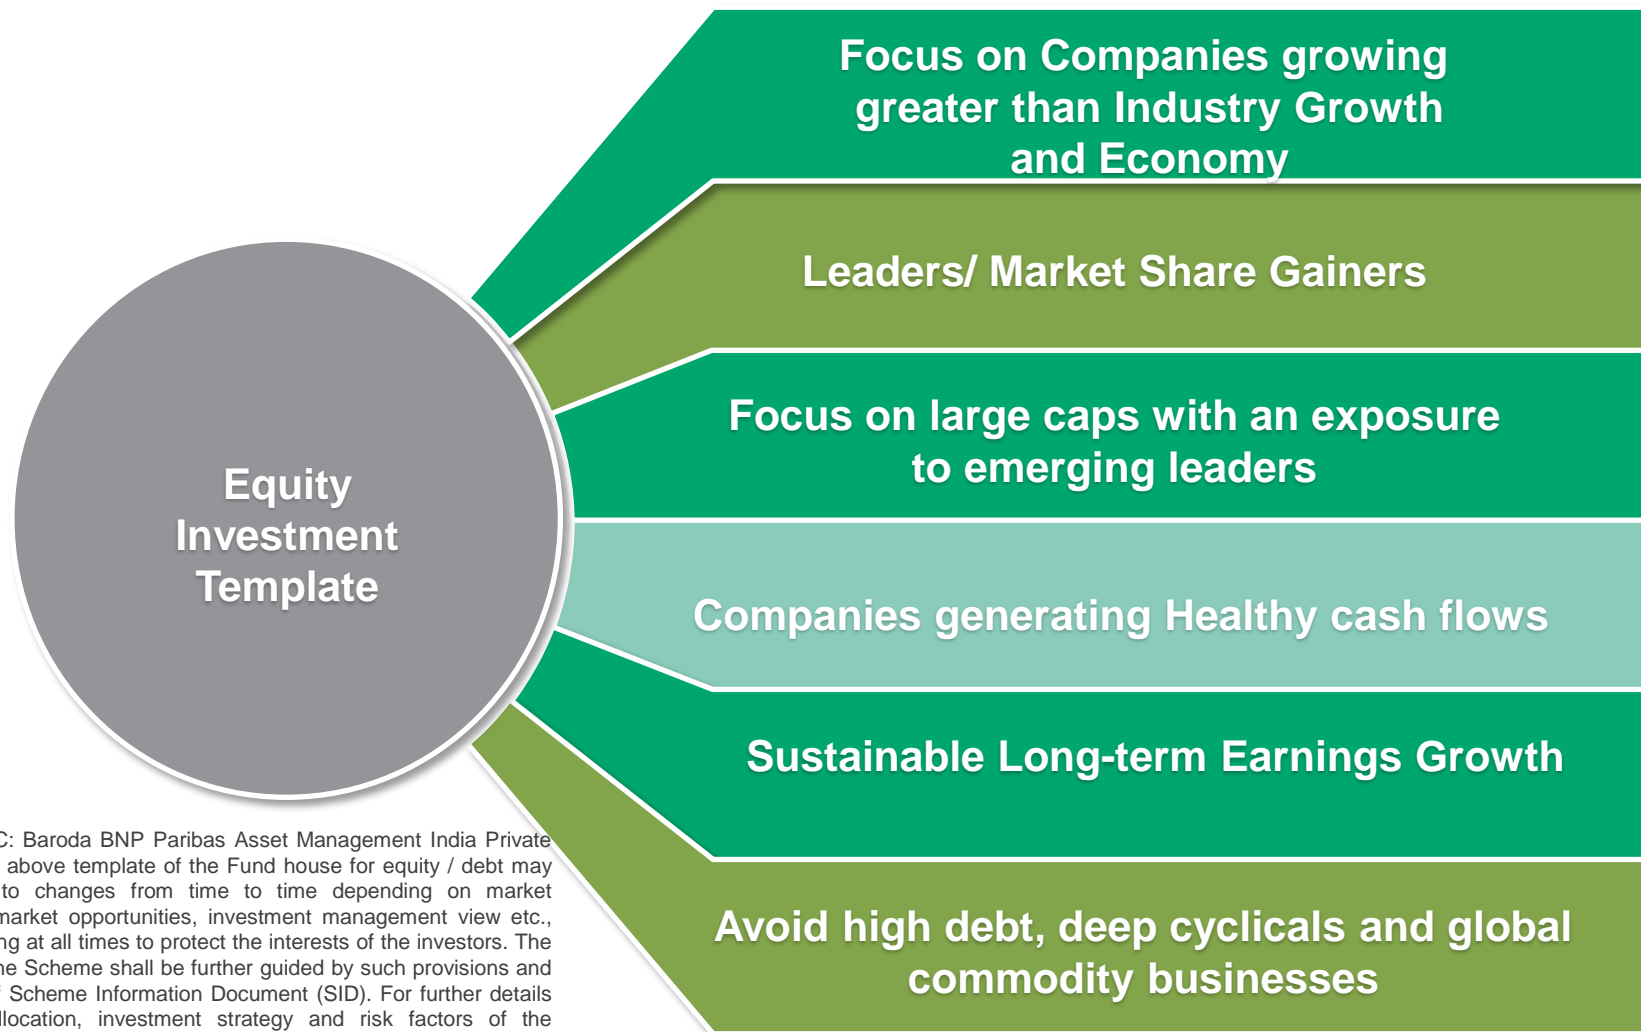 Focus on Companies growing
greater than Industry Growth
and Economy
Leaders/ Market Share Gainers
Focus on large caps with an exposure
to emerging leaders
Equity
Investment
Template
Companies generating Healthy cash flows
Sustainable Long-term Earnings Growth
Avoid high debt, deep cyclicals and global
commodity businesses
C: Baroda BNP Paribas Asset Management India Private
above template of the Fund house for equity / debt may
to changes from time to time depending on market
market opportunities, investment management view etc.,
at all times to protect the interests of the investors. The
Scheme shall be further guided by such provisions and
Scheme Information Document (SID). For further details
investment strategy and risk factors of the